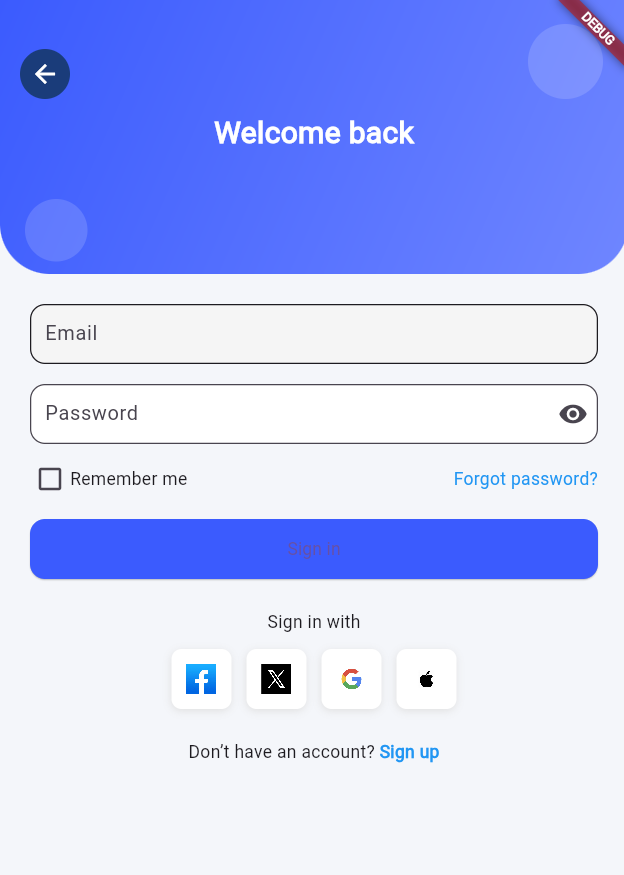 DEBUG
Welcome back
Email
Password
Remember me
Forgot password?
Sign in
Sign in with
Don't have an account? Sign up